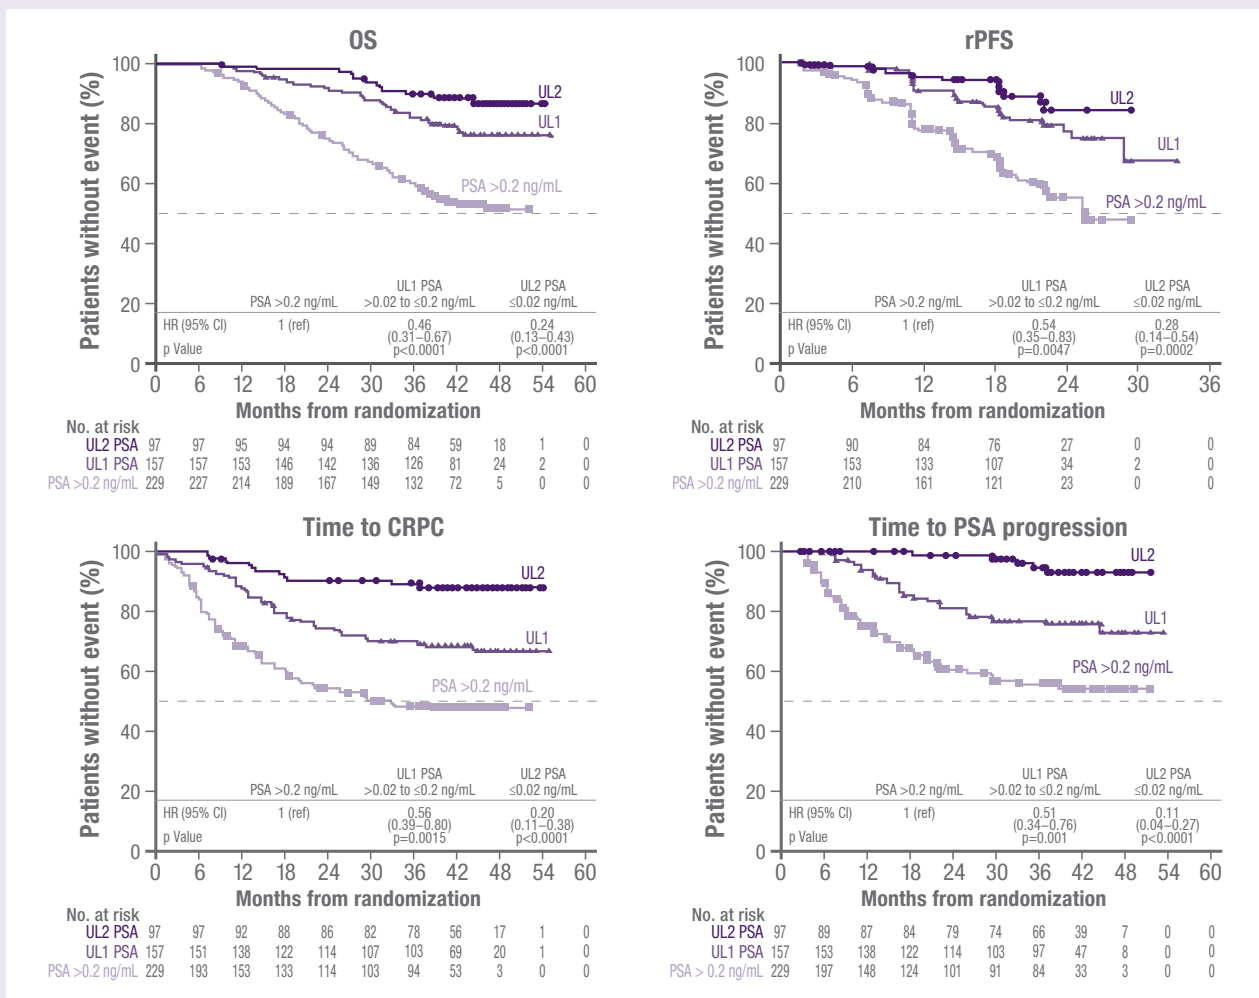 OS
Patients without event (%)
100
80
60
40
20
0
UL2
UL1
PSA >0.2 ng/mL
UL1 PSA UL2 PSA
PSA >0.2 ng/mL >0.02 to ≤0.2 ng/mL ≤0.02 ng/mL
HR (95% CI) 1 (ref) 0.46 0.24
(0.31–0.67) (0.13–0.43)
p Value p<0.0001 p<0.0001
0 6 12 18 24 30 36 42 48 54 60
Months from randomization
No. at risk
UL2 PSA 97 97 95 94 94 89 84 59 18 1 0
UL1 PSA 157 157 153 146 142 136 126 81 24 2 0
PSA >0.2 ng/mL 229 227 214 189 167 149 132 72 5 0 0
rPFS
Patients without event (%)
100
80
60
40
20
0
UL2
UL1
PSA >0.2 ng/mL
UL1 PSA UL2 PSA
PSA >0.2 ng/mL >0.02 to ≤0.2 ng/mL ≤0.02 ng/mL
HR (95% CI) 1 (ref) 0.54 0.28
(0.35–0.83) (0.14–0.54)
p Value p=0.0047 p=0.0002
0 6 12 18 24 30 36
Months from randomization
No. at risk
UL2 PSA 97 90 84 76 27 0 0
UL1 PSA 157 153 133 107 34 2 0
PSA >0.2 ng/mL 229 210 161 121 23 0 0
Time to CRPC
Patients without event (%)
100
80
60
40
20
0
UL2
UL1
PSA >0.2 ng/mL
UL1 PSA UL2 PSA
PSA >0.2 ng/mL >0.02 to ≤0.2 ng/mL ≤0.02 ng/mL
HR (95% CI) 1 (ref) 0.56 0.20
(0.39–0.80) (0.11–0.38)
p Value p=0.0015 p<0.0001
0 6 12 18 24 30 36 42 48 54 60
Months from randomization
No. at risk
UL2 PSA 97 97 92 88 86 82 78 56 17 1 0
UL1 PSA 157 151 138 122 114 107 103 69 20 1 0
PSA >0.2 ng/mL 229 193 153 133 114 103 94 53 3 0 0
Time to PSA progression
Patients without event (%)
100
80
60
40
20
0
UL2
UL1
PSA >0.2 ng/mL
UL1 PSA UL2 PSA
PSA >0.2 ng/mL >0.02 to ≤0.2 ng/mL ≤0.02 ng/mL
HR (95% CI) 1 (ref) 0.51 0.11
(0.34–0.76) (0.04–0.27)
p Value p=0.001 p<0.0001
0 6 12 18 24 30 36 42 48 54 60
Months from randomization
No. at risk
UL2 PSA 97 89 87 84 79 74 66 39 7 0 0
UL1 PSA 157 153 138 122 114 103 97 47 8 0 0
PSA > 0.2 ng/mL 229 197 148 124 101 91 84 33 3 0 0